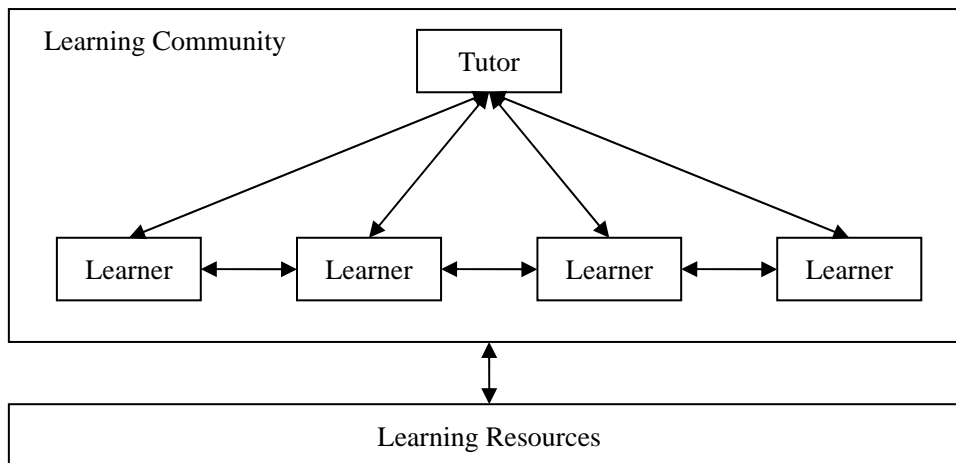 Learning Community
Tutor
Learner
Learner
Learner
Learner
Learning Resources